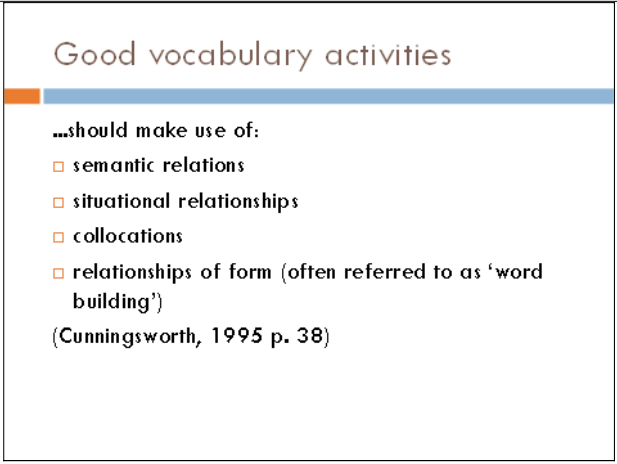 Good vocabulary activities
...should make use of:
semantic relations
situational relationships
collocations
relationships of form (often referred to as ‘word
building’)
(Cunningsworth, 1995 p. 38)